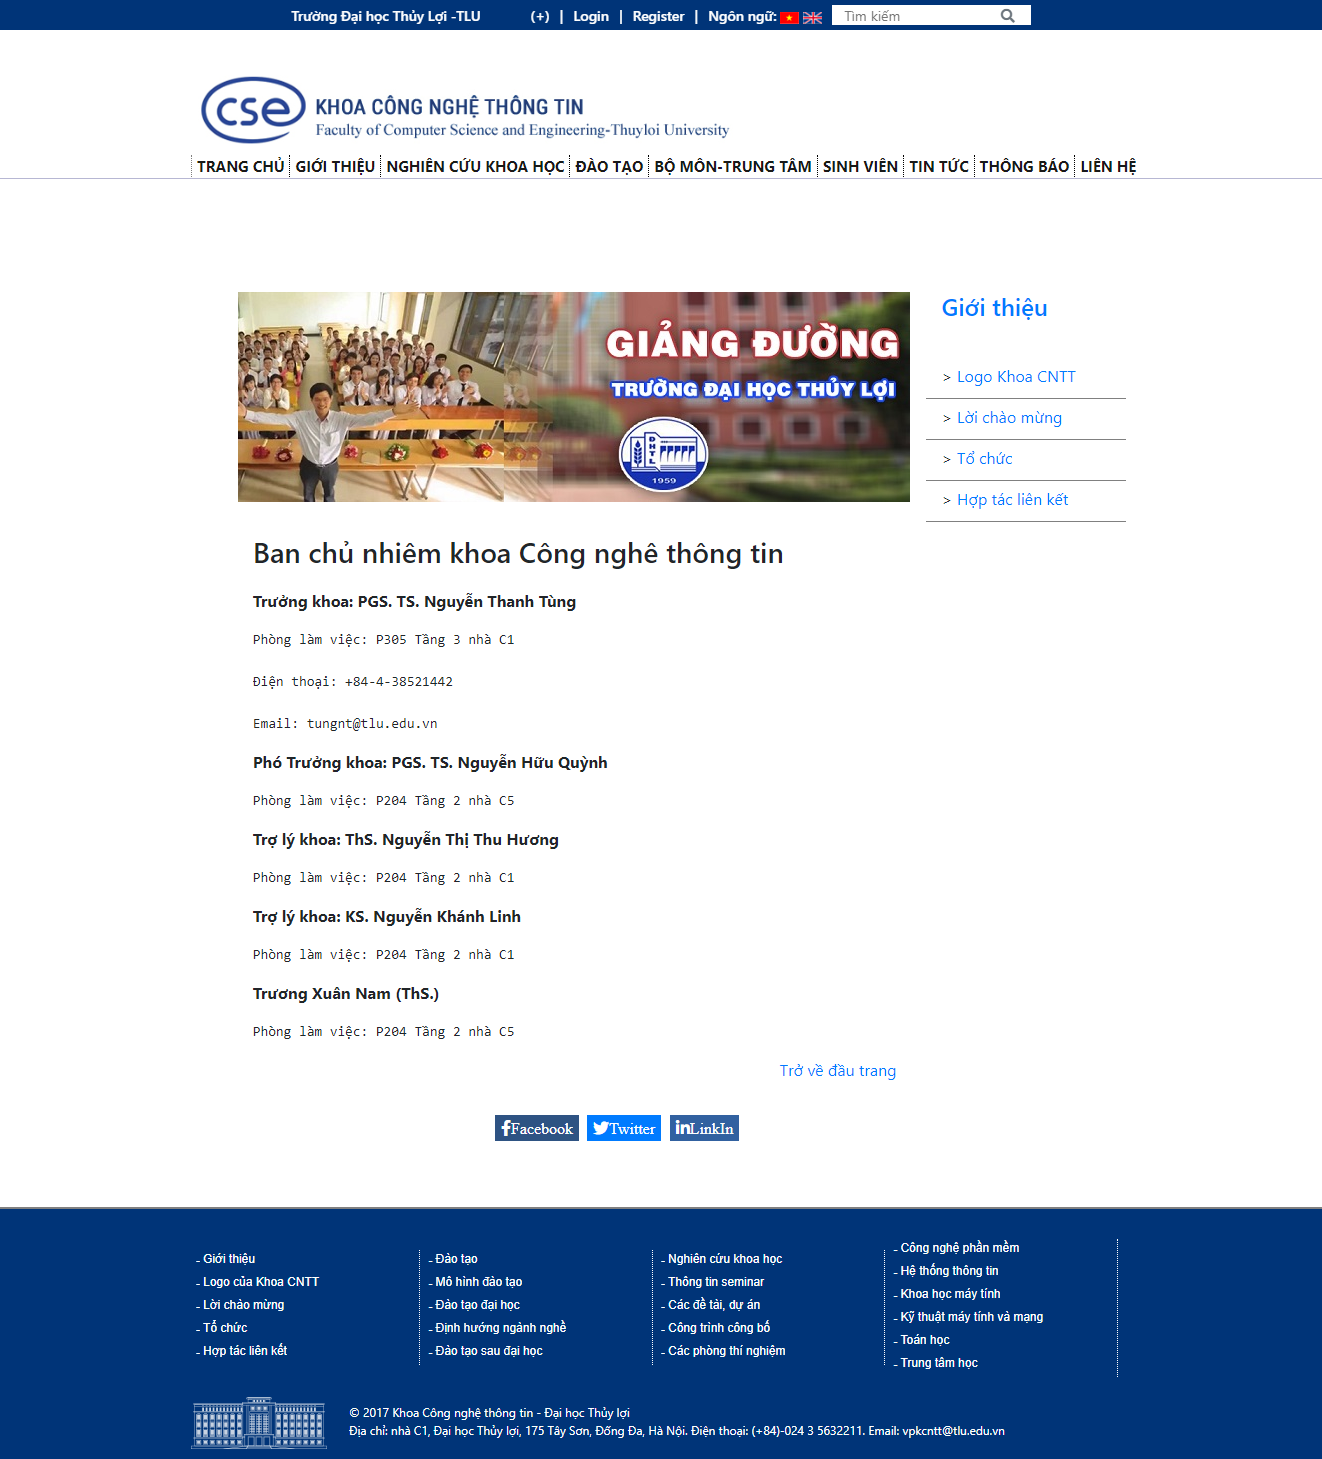 Trường Đại học Thủy Lợi -TLU (+) | Login | Register | Ngôn ngữ: Tìm kiếm
cse KHOA CÔNG NGHỆ THÔNG TIN
Faculty of Computer Science and Engineering-Thuyloi University
TRANG CHỦ GIỚI THIỆU NGHIÊN CỨU KHOA HỌC ĐÀO TẠO BỘ MÔN-TRUNG TÂM SINH VIÊN TIN TỨC THÔNG BÁO LIÊN HỆ
GIẢNG ĐƯỜNG
TRƯỜNG ĐẠI HỌC THỦY LỢI
ĐHTL
1959
Giới thiệu
> Logo Khoa CNTT
> Lời chào mừng
> Tổ chức
> Hợp tác liên kết
Ban chủ nhiêm khoa Công nghê thông tin
Trưởng khoa: PGS. TS. Nguyễn Thanh Tùng
Phòng làm việc: P305 Tầng 3 nhà C1
Điện thoại: +84-4-38521442
Email: tungnt@tlu.edu.vn
Phó Trưởng khoa: PGS. TS. Nguyễn Hữu Quỳnh
Phòng làm việc: P204 Tầng 2 nhà C5
Trợ lý khoa: ThS. Nguyễn Thị Thu Hương
Phòng làm việc: P204 Tầng 2 nhà C1
Trợ lý khoa: KS. Nguyễn Khánh Linh
Phòng làm việc: P204 Tầng 2 nhà C1
Trương Xuân Nam (ThS.)
Phòng làm việc: P204 Tầng 2 nhà C5
Trở về đầu trang
Facebook Twitter LinkIn
- Giới thiệu
- Logo của Khoa CNTT
- Lời chào mừng
- Tổ chức
- Hợp tác liên kết
- Đào tạo
- Mô hình đào tạo
- Đào tạo đại học
- Định hướng ngành nghề
- Đào tạo sau đại học
- Nghiên cứu khoa học
- Thông tin seminar
- Các đề tài, dự án
- Công trình công bố
- Các phòng thí nghiệm
- Công nghệ phần mềm
- Hệ thống thông tin
- Khoa học máy tính
- Kỹ thuật máy tính và mạng
- Toán học
- Trung tâm học
© 2017 Khoa Công nghệ thông tin - Đại học Thủy lợi
Địa chỉ: nhà C1, Đại học Thủy lợi, 175 Tây Sơn, Đống Đa, Hà Nội. Điện thoại: (+84)-024 3 5632211. Email: vpkcntt@tlu.edu.vn